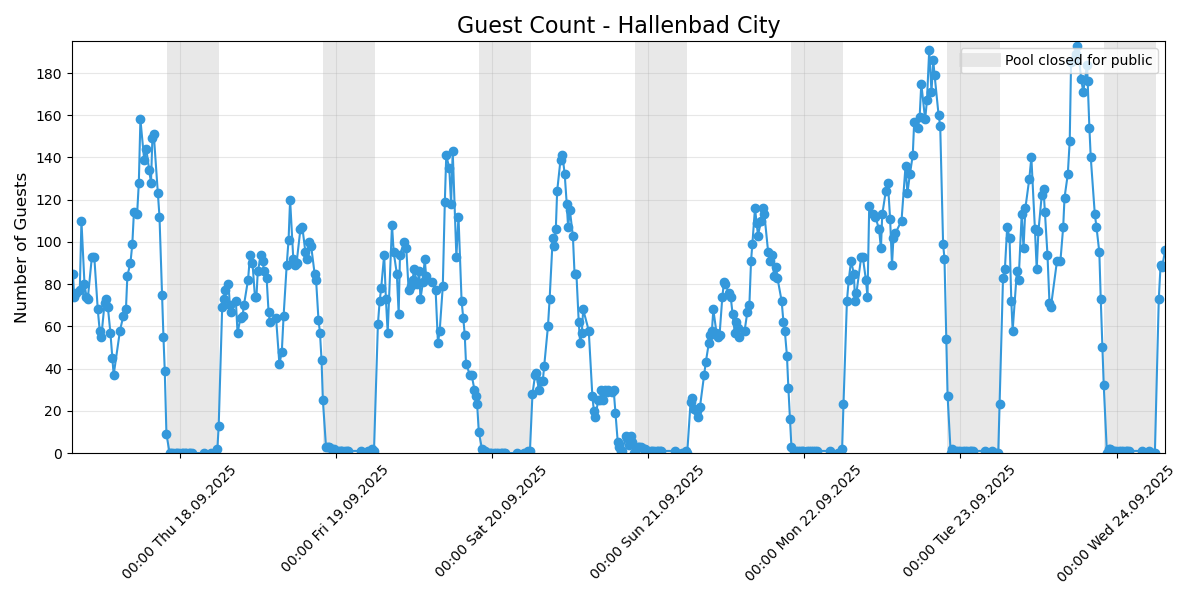 Guest Count - Hallenbad City
Pool closed for public
Number of Guests
180
160
140
120
100
80
60
40
20
0
00:00 Thu 18.09.2025
00:00 Fri 19.09.2025
00:00 Sat 20.09.2025
00:00 Sun 21.09.2025
00:00 Mon 22.09.2025
00:00 Tue 23.09.2025
00:00 Wed 24.09.2025